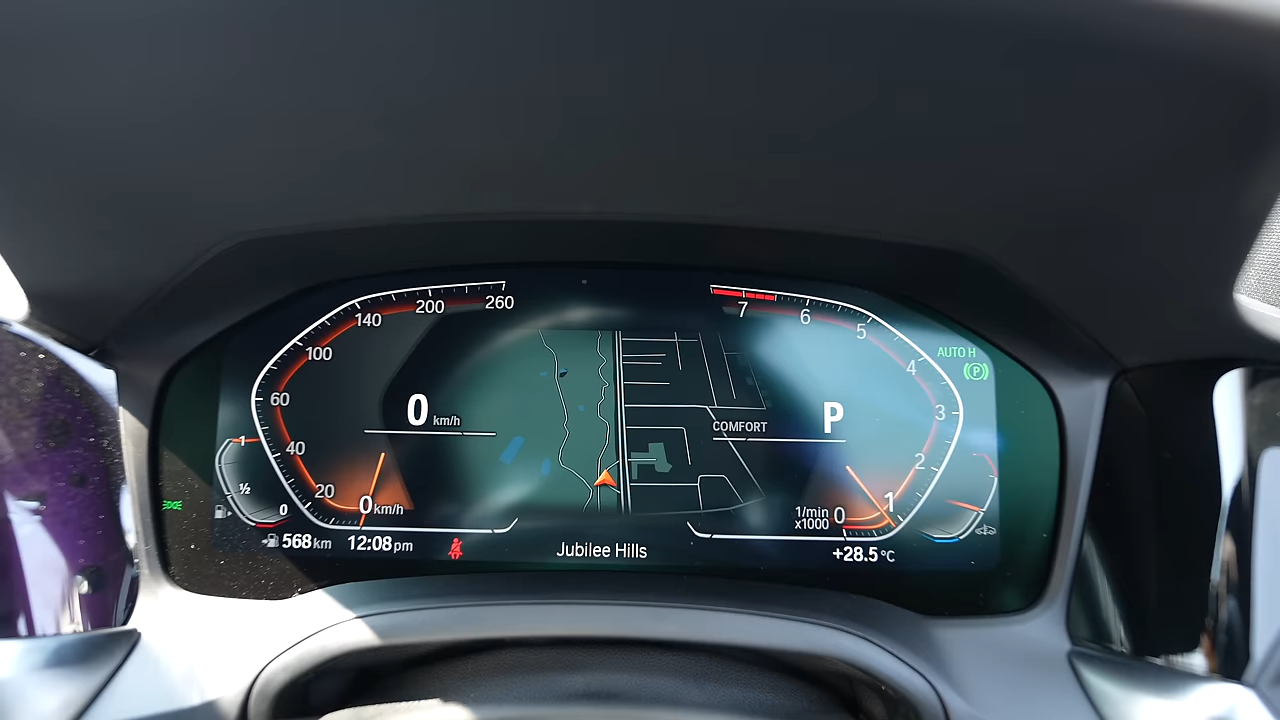 260
200
140
100
60
40
20
0 km/h
0 km/h
1
½
0
568 km
12:08 pm
Jubilee Hills
COMFORT
P
7
6
5
4
3
2
1
0
1/min
x1000
AUTO H
(P)
+28.5 °C